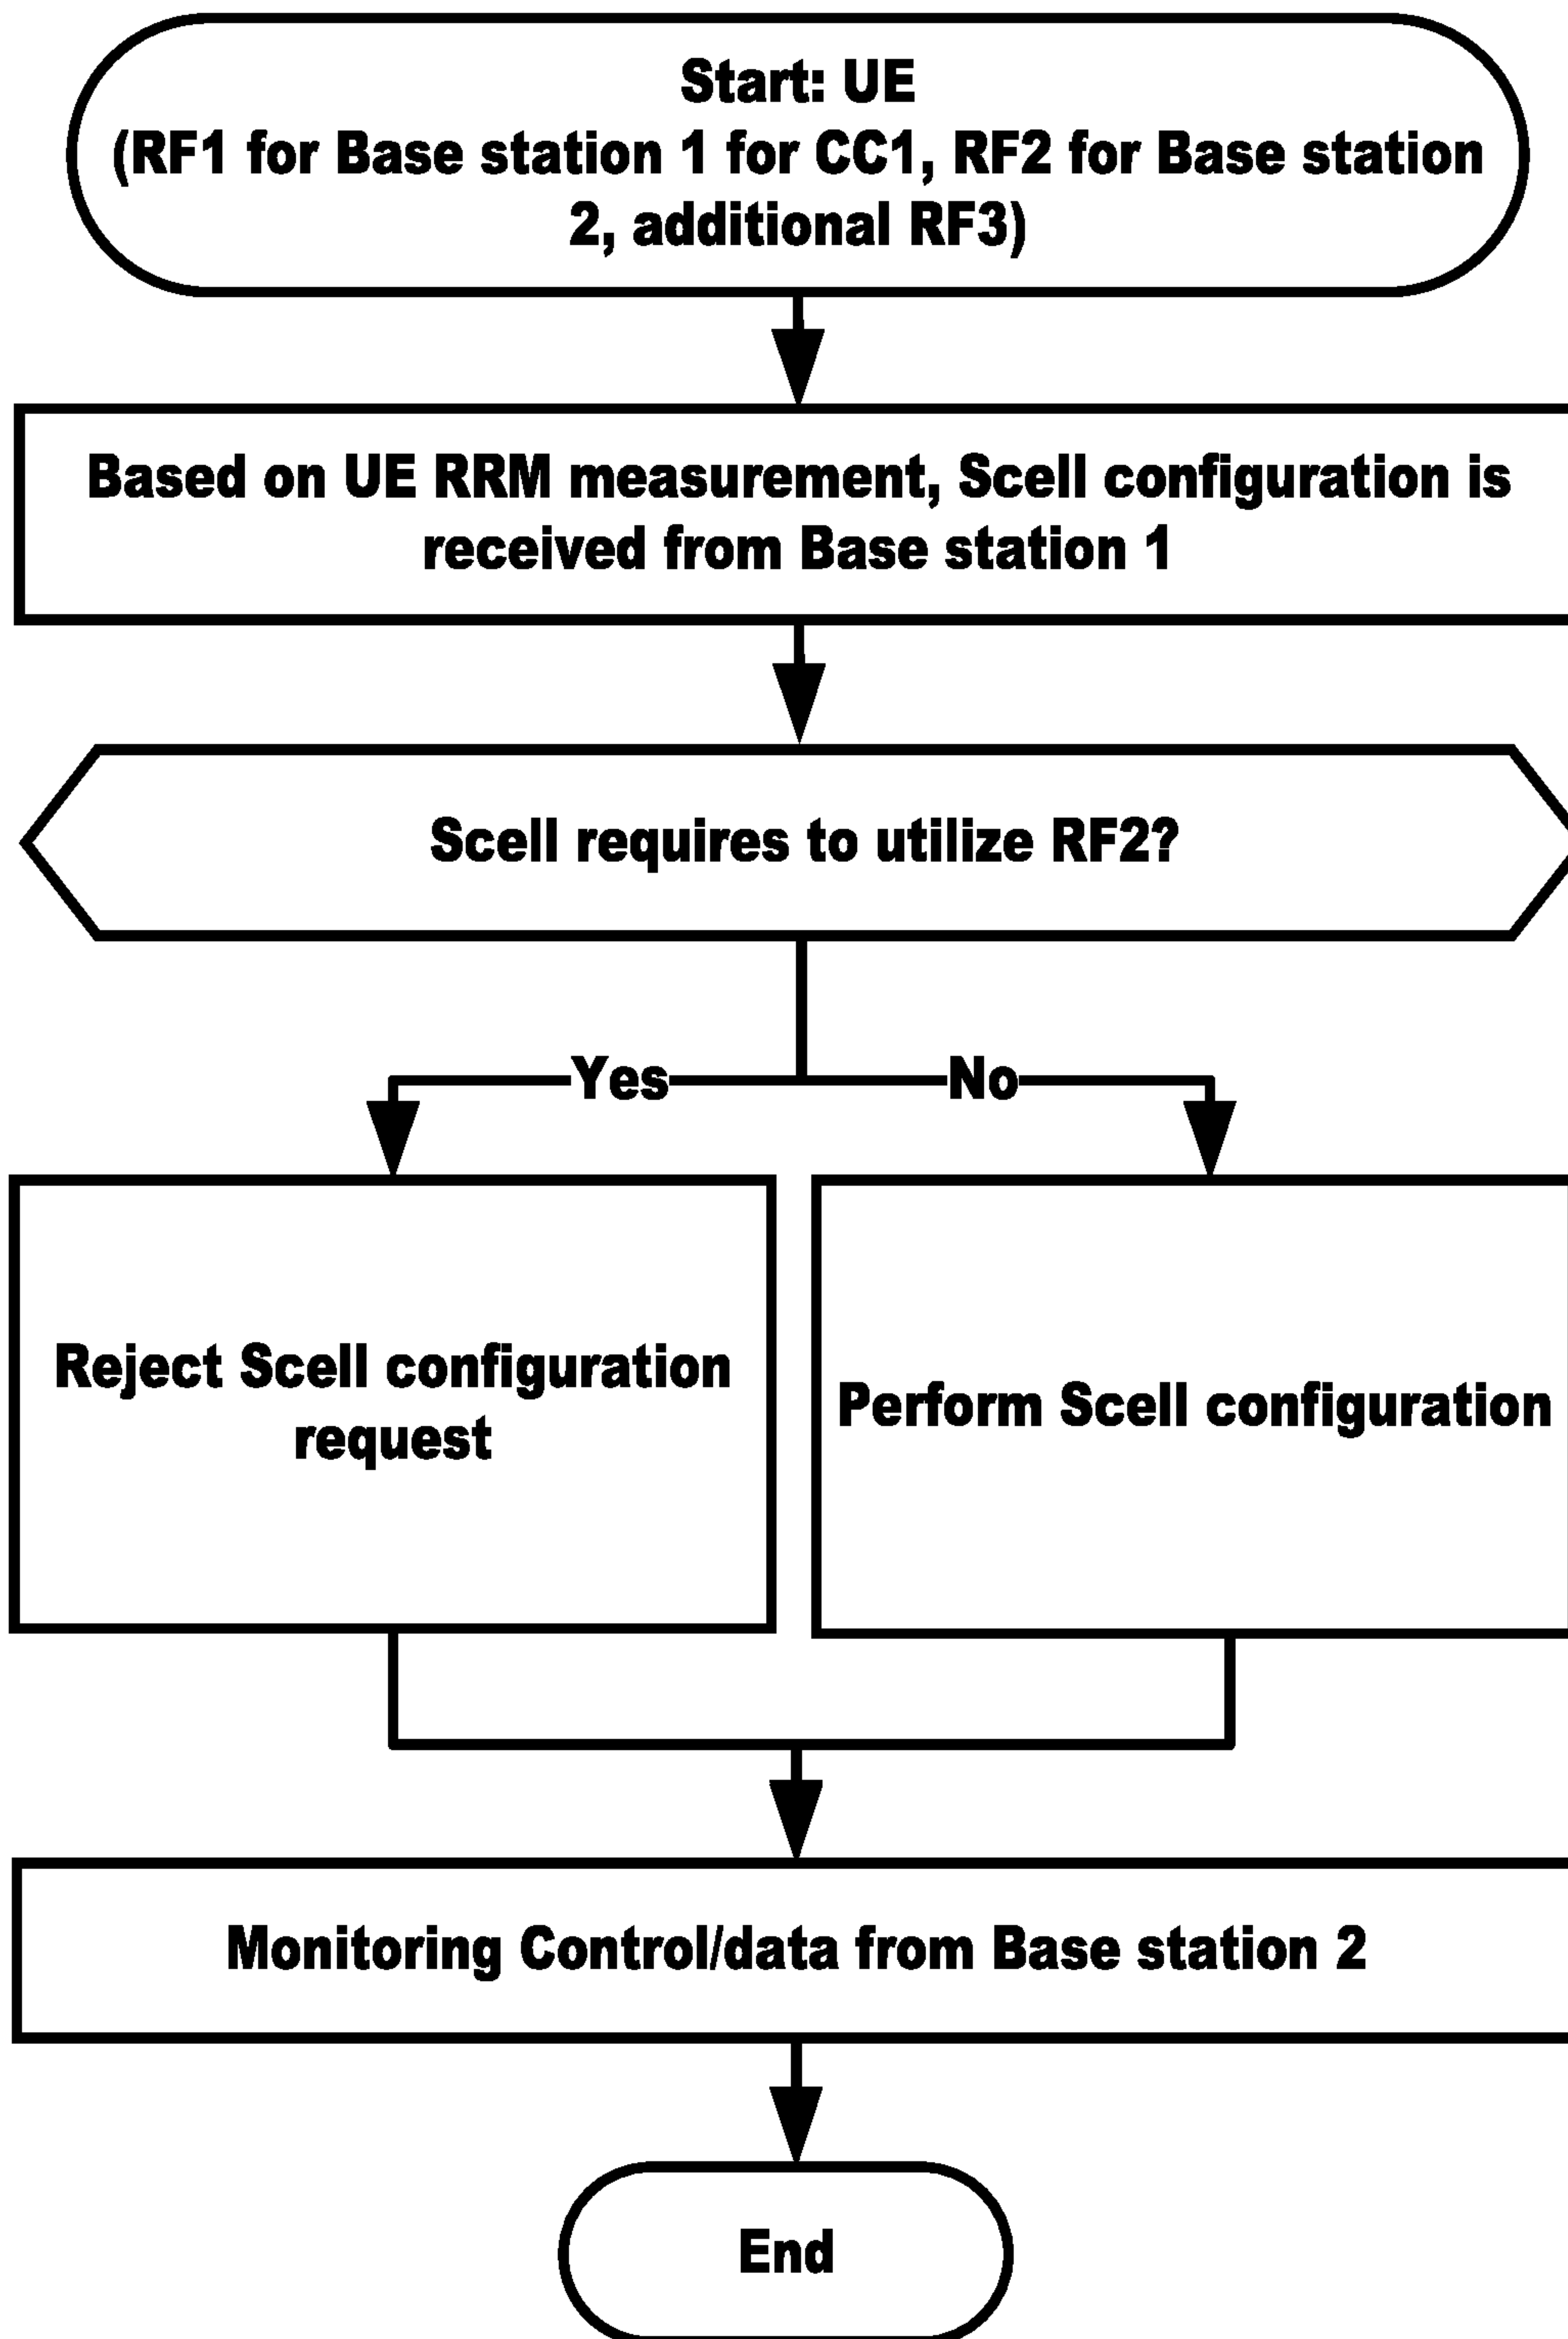 Start: UE
(RF1 for Base station 1 for CC1, RF2 for Base station
2, additional RF3)
Based on UE RRM measurement, Scell configuration is
received from Base station 1
Scell requires to utilize RF2?
Yes
No
Reject Scell configuration
request
Perform Scell configuration
Monitoring Control/data from Base station 2
End